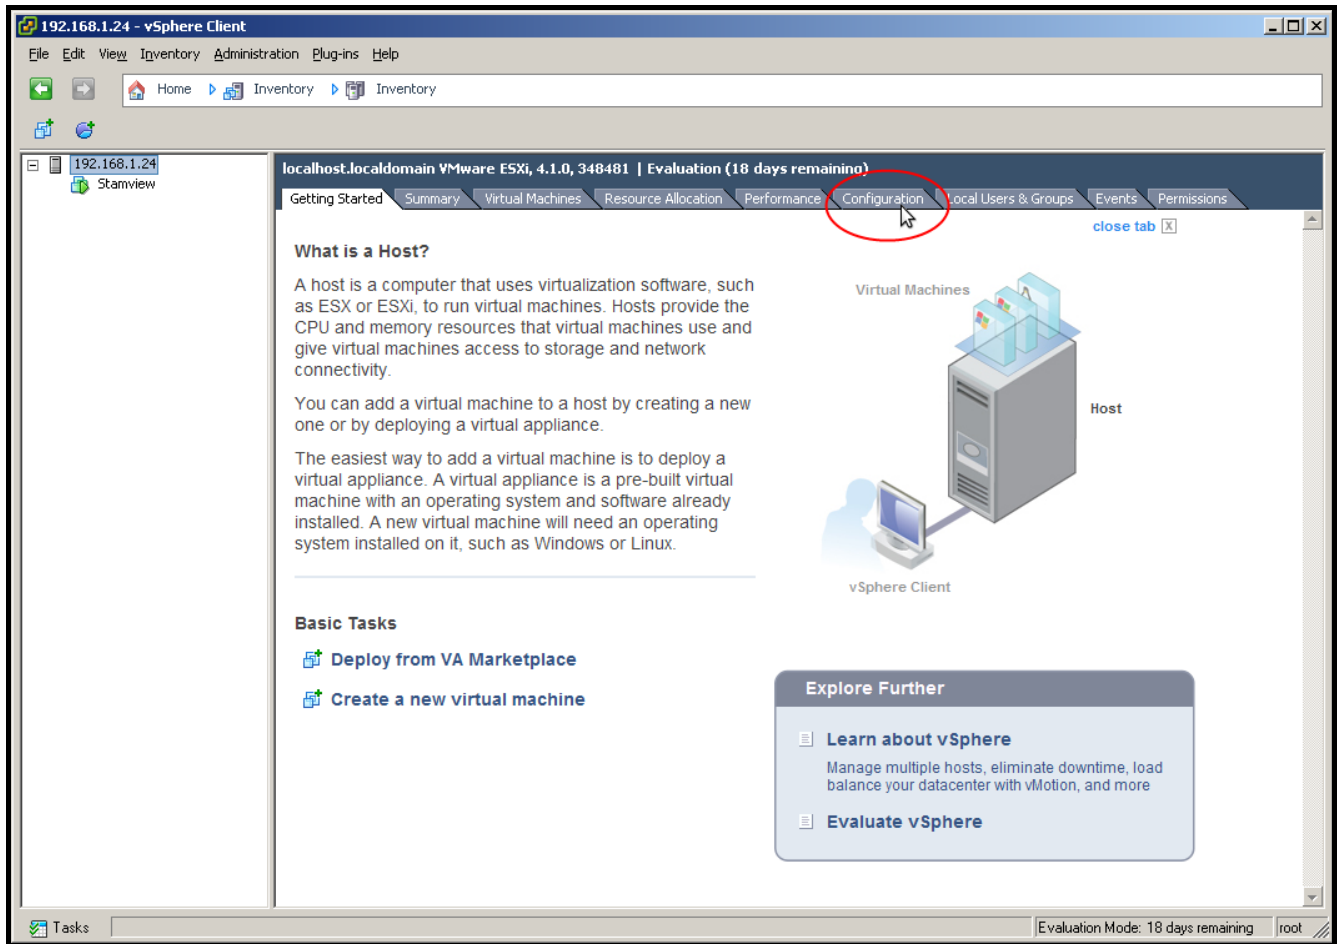 192.168.1.24 - vSphere Client
File Edit View Inventory Administration Plug-ins Help
Home Inventory Inventory
192.168.1.24
Stamview
localhost.localdomain VMware ESXi, 4.1.0, 348481 | Evaluation (18 days remaining)
Getting Started Summary Virtual Machines Resource Allocation Performance Configuration Local Users & Groups Events Permissions
close tab X
What is a Host?
A host is a computer that uses virtualization software, such
as ESX or ESXi, to run virtual machines. Hosts provide the
CPU and memory resources that virtual machines use and
give virtual machines access to storage and network
connectivity.
You can add a virtual machine to a host by creating a new
one or by deploying a virtual appliance.
The easiest way to add a virtual machine is to deploy a
virtual appliance. A virtual appliance is a pre-built virtual
machine with an operating system and software already
installed. A new virtual machine will need an operating
system installed on it, such as Windows or Linux.
Virtual Machines
Host
vSphere Client
Basic Tasks
Deploy from VA Marketplace
Create a new virtual machine
Explore Further
Learn about vSphere
Manage multiple hosts, eliminate downtime, load
balance your datacenter with vMotion, and more
Evaluate vSphere
Tasks
Evaluation Mode: 18 days remaining root